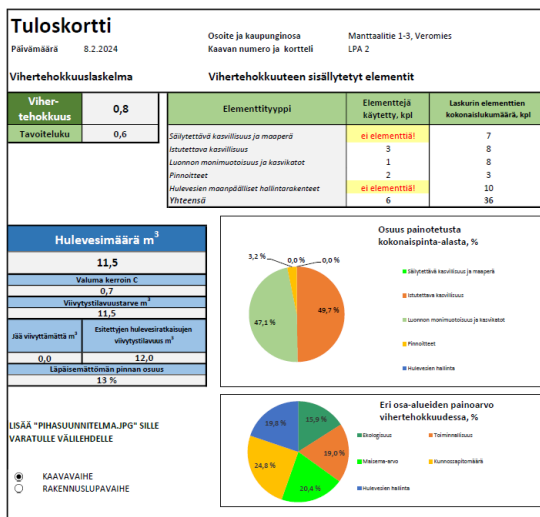 Tuloskortti
Päivämäärä 8.2.2024
Osoite ja kaupunginosa Manttaalitie 1-3, Veromies
Kaavan numero ja kortteli LPA 2
Vihertehokkuuslaskelma
Vihertehokkuuteen sisällytetyt elementit
Viher-
tehokkuus 0,8
Tavoiteluku 0,6
Elementtityyppi Elementtejä käytetty, kpl Laskurin elementtien kokonaislukumäärä, kpl
Säilytettävä kasvillisuus ja maaperä ei elementtiä! 7
Istutettava kasvillisuus 3 8
Luonnon monimuotoisuus ja kasvikatot 1 8
Pinnoitteet 2 3
Hulevesien maanpäälliset hallintarakenteet ei elementtiä! 10
Yhteensä 6 36
Hulevesimäärä m³
11,5
Valuma kerroin C
0,7
Viivytystilavuustarve m³
11,5
Jää viivyttämättä m³ Esitettyjen hulevesiratkaisujen viivytystilavuus m³
0,0 12,0
Läpäisemättömän pinnan osuus
13 %
Osuus painotetusta
kokonaispinta-alasta, %
3,2 % 0,0 % 0,0 %
49,7 %
47,1 %
Säilytettävä kasvillisuus ja maaperä
Istutettava kasvillisuus
Luonnon monimuotoisuus ja kasvikatot
Pinnoitteet
Hulevesien hallinta
LISÄÄ "PIHASUUNNITELMA.JPG" SILLE
VARATULLE VÄLILEHDELLE
KAAVAVAIHE
RAKENNUSLUPAVAIHE
Eri osa-alueiden painoarvo
vihertehokkuudessa, %
19,8 % 15,9 %
19,0 %
24,8 %
20,4 %
Ekologisuus Toiminnallisuus
Maisema-arvo Kunnossapitomäärä
Hulevesien hallinta